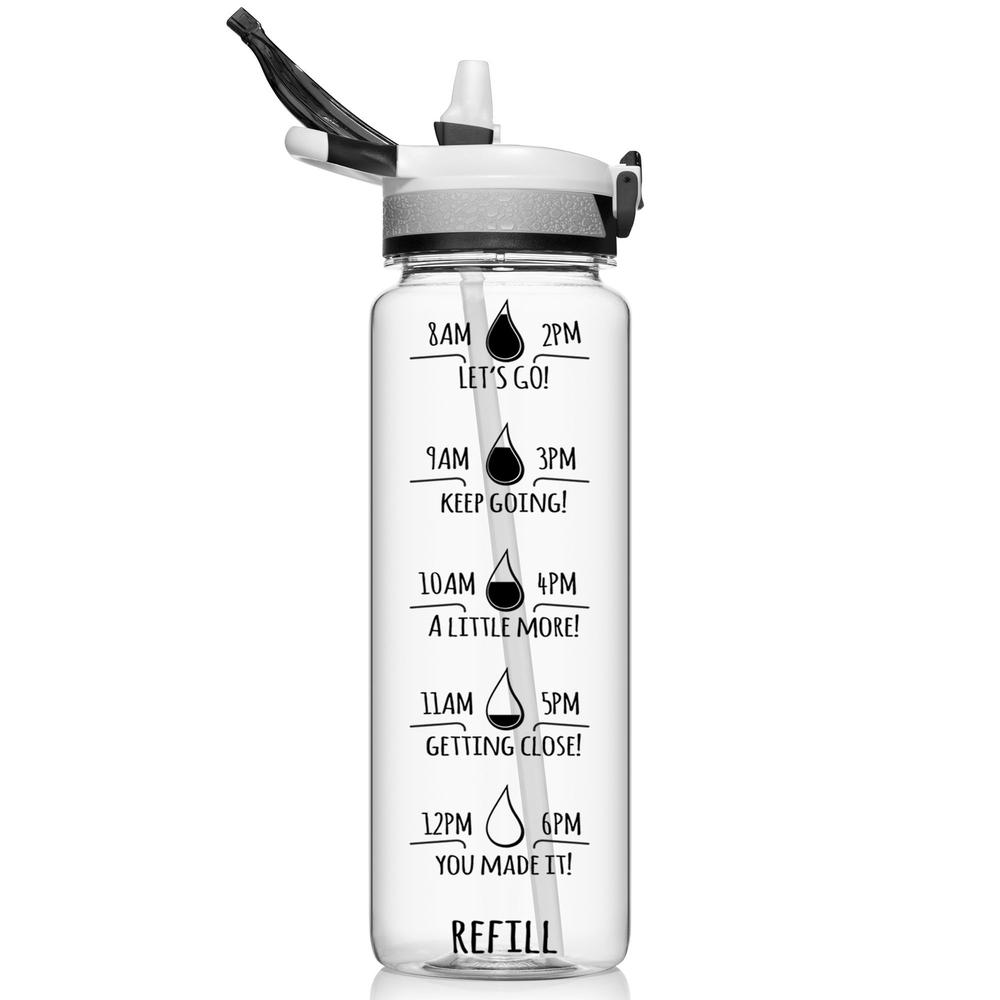 8AM 2PM
LET'S GO!
9AM 3PM
KEEP GOING!
10AM 4PM
A LITTLE MORE!
11AM 5PM
GETTING CLOSE!
12PM 6PM
YOU MADE IT!
REFILL